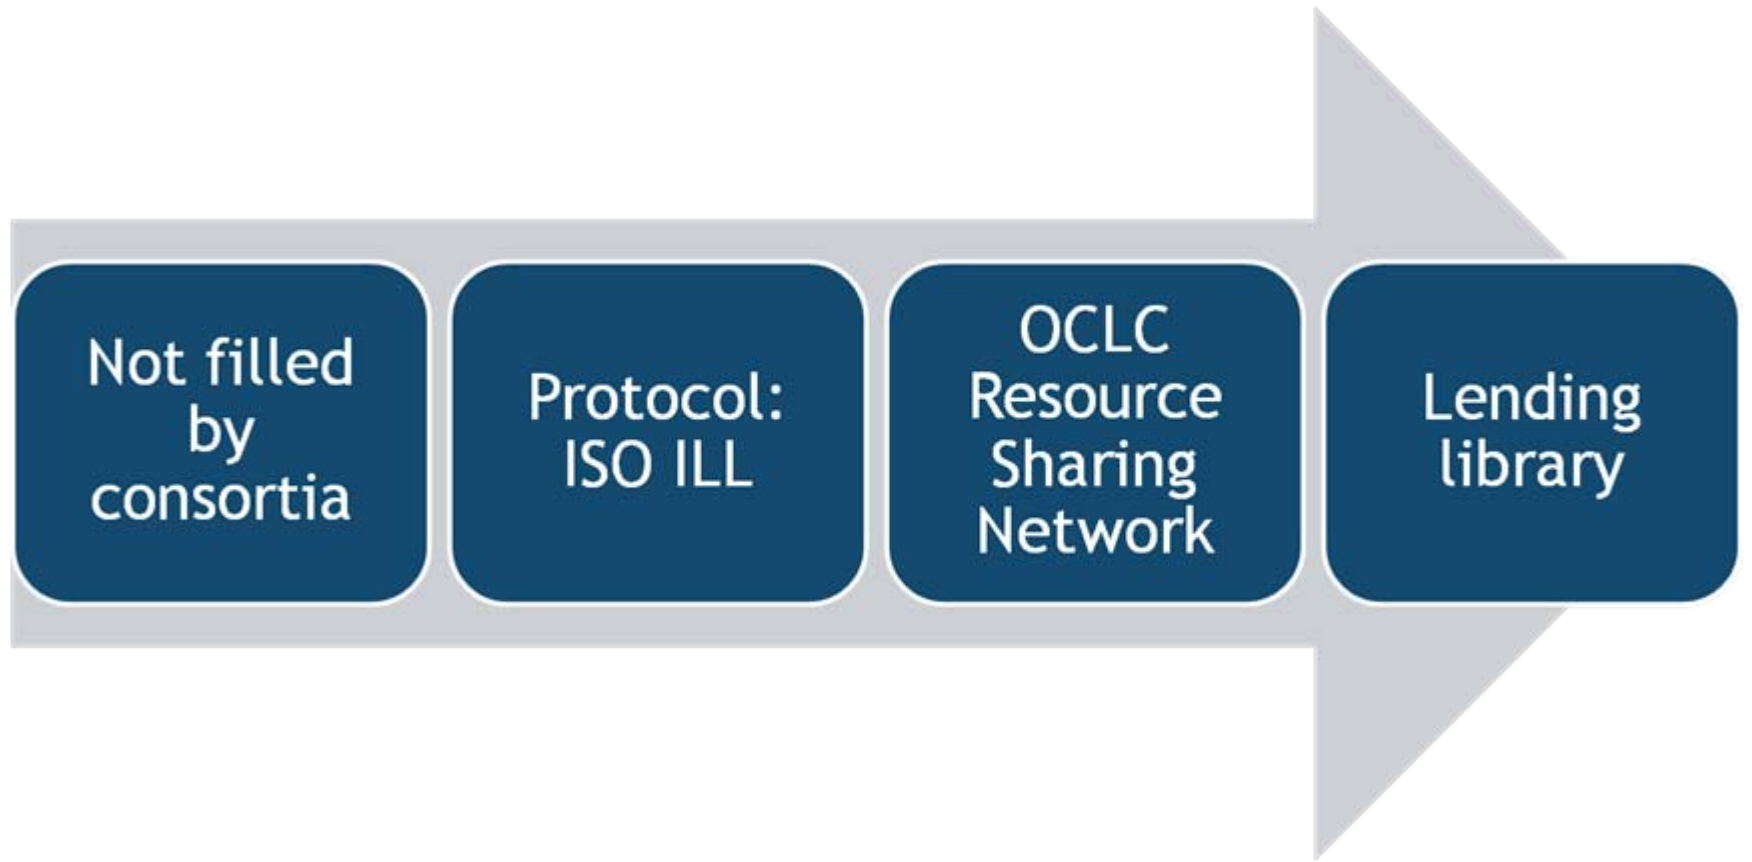 Not filled
by
consortia
Protocol:
ISO ILL
OCLC
Resource
Sharing
Network
Lending
library